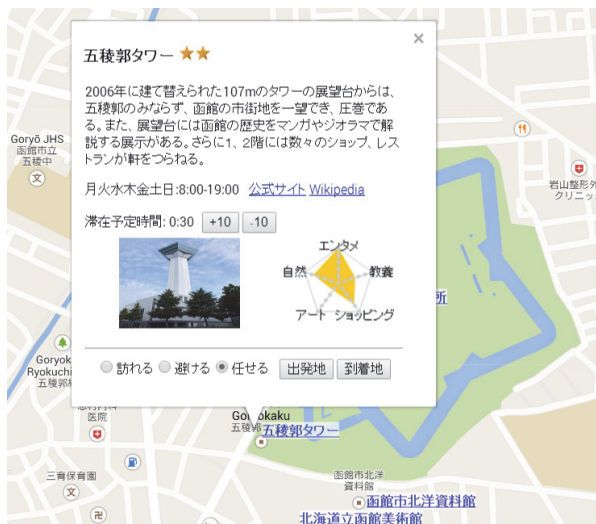 五稜郭タワー
×
2006年に建て替えられた107mのタワーの展望台からは、
五稜郭のみならず、函館の市街地を一望でき、圧巻であ
る。また、展望台には函館の歴史をマンガやジオラマで解
説する展示がある。さらに1、2階には数々のショップ、レス
トランが軒をつらねる。
月火水木金土日:8:00-19:00 公式サイト Wikipedia
滞在予定時間: 0:30 +10 -10
エンタメ
自然 教養
アート ショッピング
訪れる 避ける 任せる 出発地 到着地
Goryō JHS
函館市立
五稜中
文
岩山整形外
クリニッ
所
Goryok
Ryokuchi
五稜郭
医院
Gor okaku
五稜郭タワー
三育保育園
文
函館市北洋
資料館
函館市北洋資料館
北海道立函館美術館